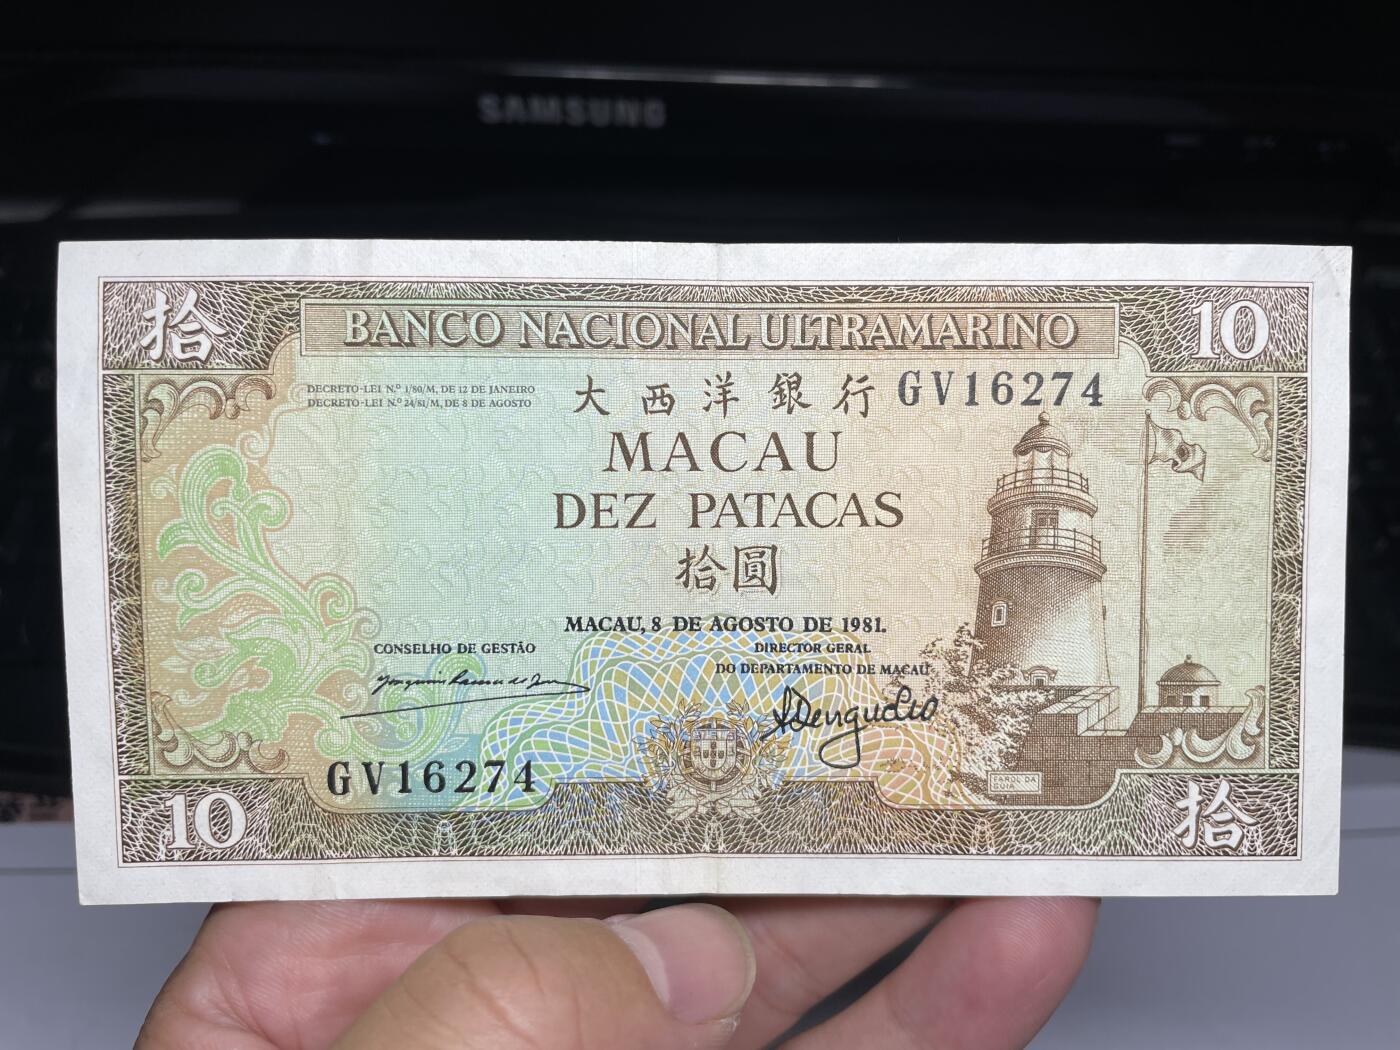 SAMSUNG
拾
BANCO NACIONAL ULTRAMARINO
10
DECRETO-LEI N.º 1/80/M, DE 12 DE JANEIRO
DECRETO-LEI N.º 24/81/M, DE 8 DE AGOSTO
大西洋銀行
GV16274
MACAU
DEZ PATACAS
拾圓
MACAU, 8 DE AGOSTO DE 1981.
CONSELHO DE GESTÃO
DIRECTOR GERAL
DO DEPARTAMENTO DE MACAU
GV16274
FAROL DA
GUIA
10
拾